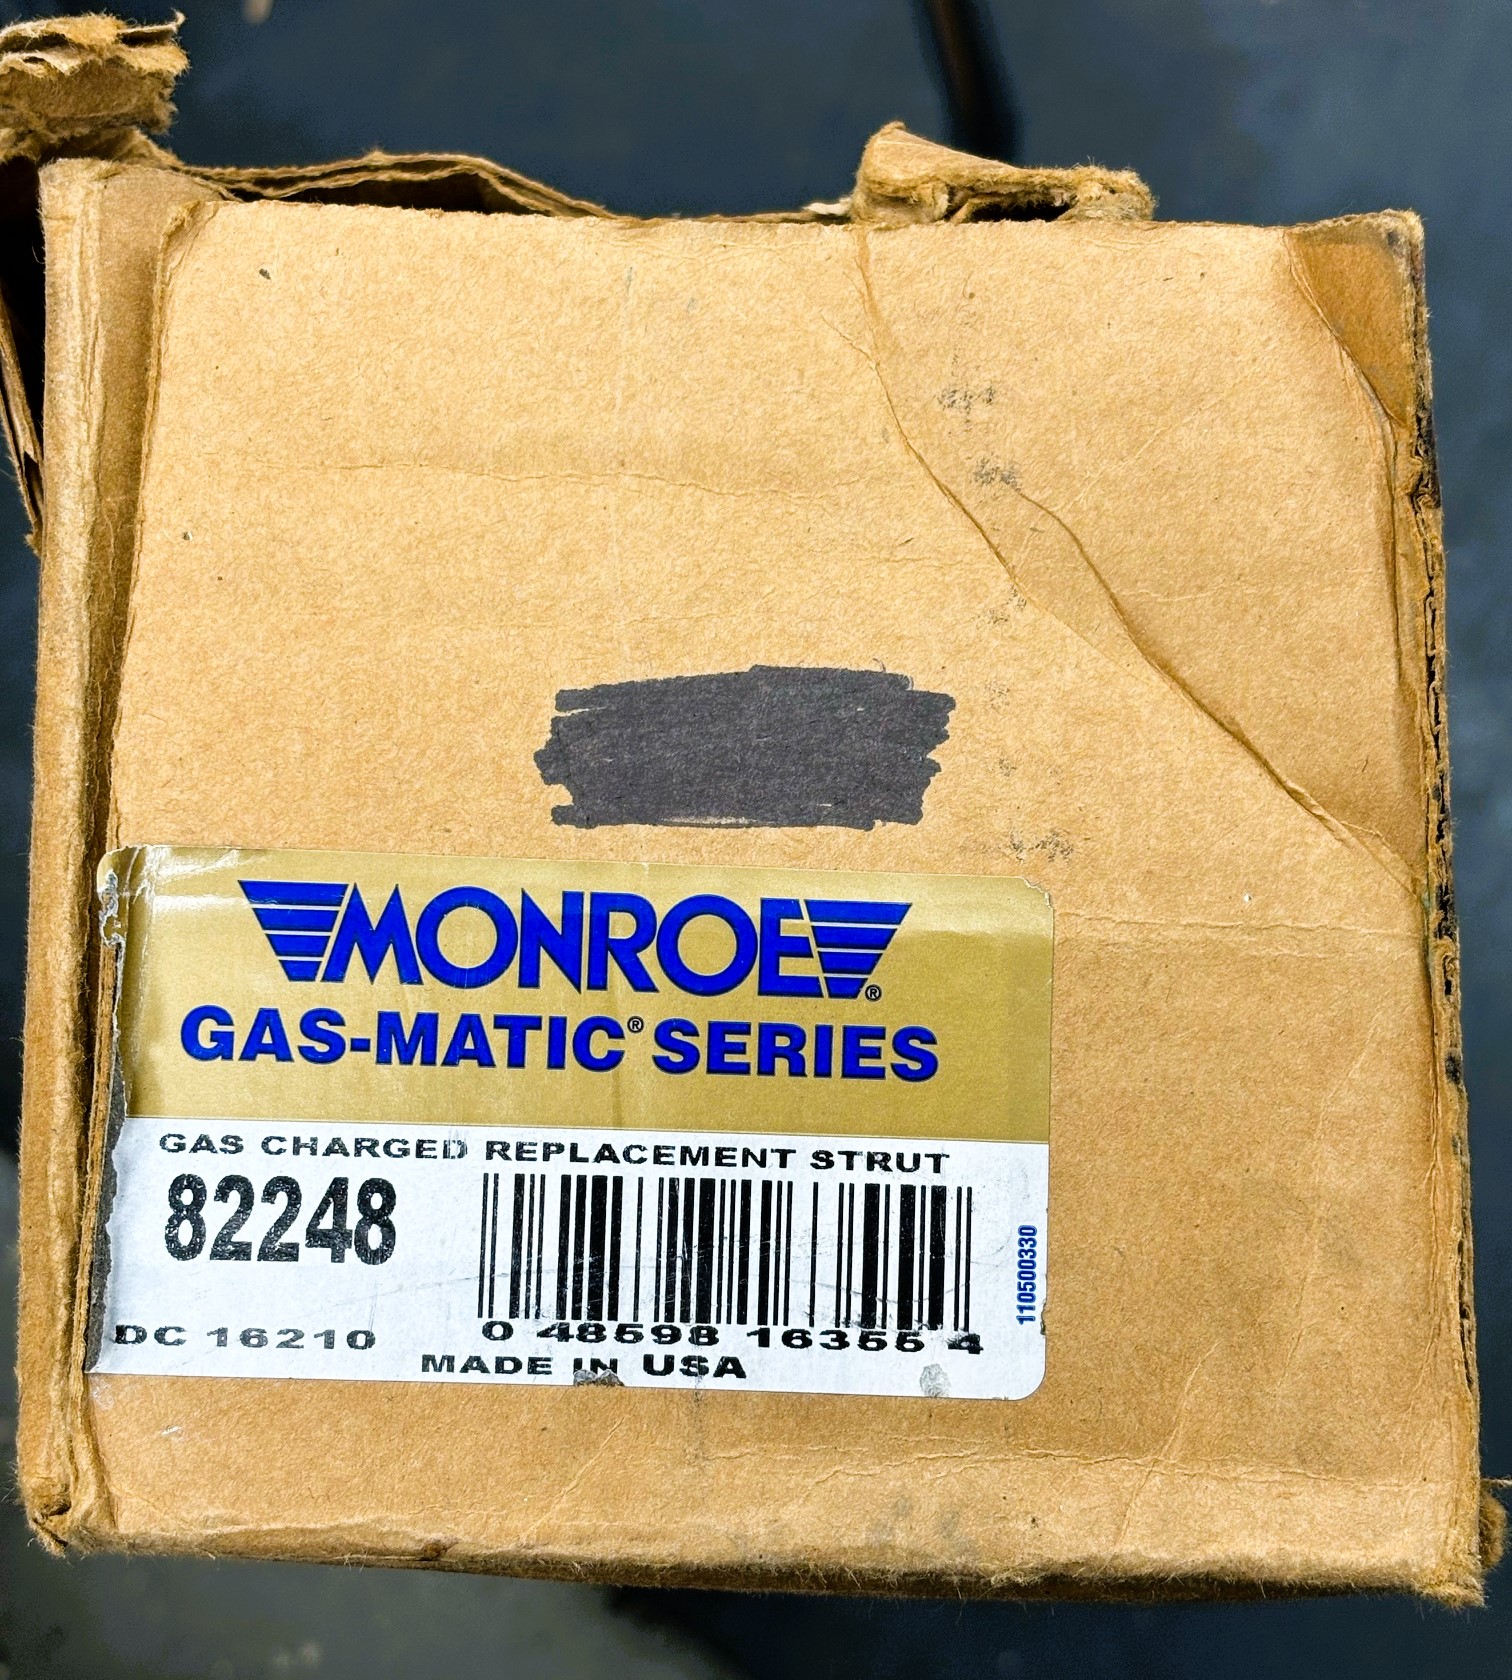 MONROE®
GAS-MATIC® SERIES
GAS CHARGED REPLACEMENT STRUT
82248
110500330
0 48598 16355 4
DC 16210
MADE IN USA